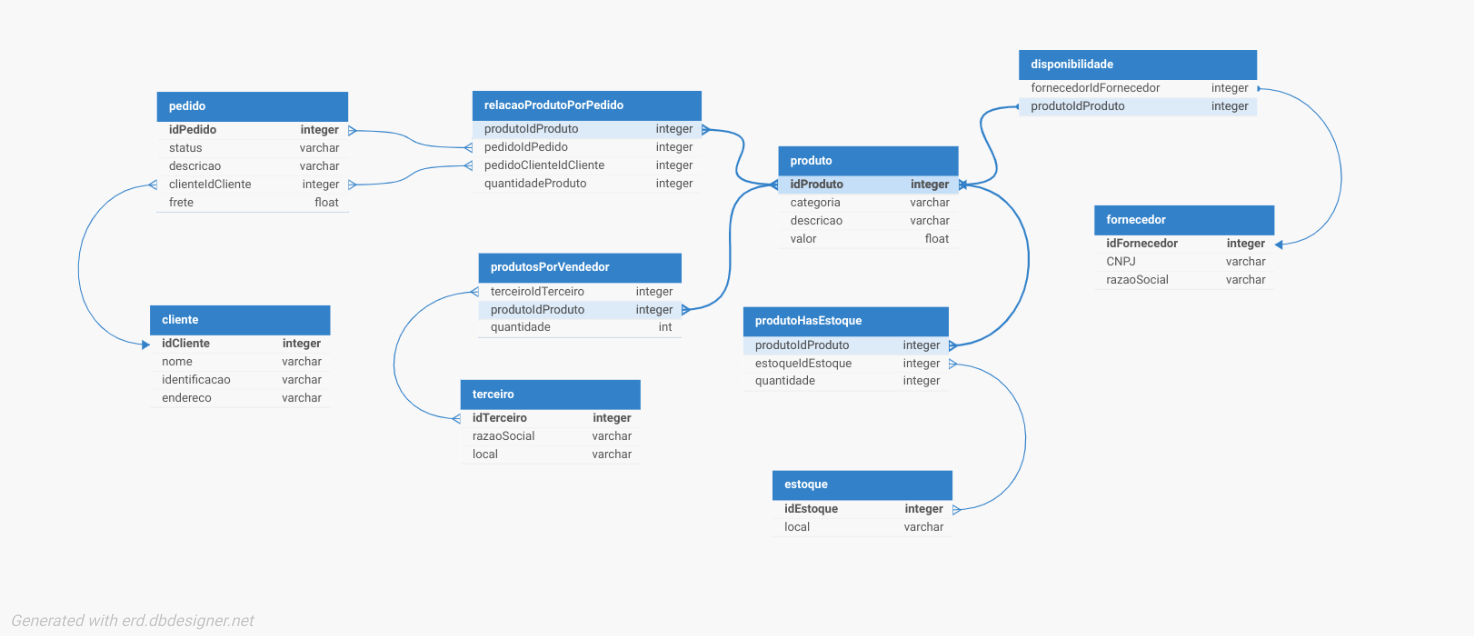 pedido
idPedido integer
status varchar
descricao varchar
clienteIdCliente integer
frete float
relacaoProdutoPorPedido
produtoIdProduto integer
pedidoIdPedido integer
pedidoClienteIdCliente integer
quantidadeProduto integer
produto
idProduto integer
categoria varchar
descricao varchar
valor float
disponibilidade
fornecedorIdFornecedor integer
produtoIdProduto integer
fornecedor
idFornecedor integer
CNPJ varchar
razaoSocial varchar
cliente
idCliente integer
nome varchar
identificacao varchar
endereco varchar
produtosPorVendedor
terceiroIdTerceiro integer
produtoIdProduto integer
quantidade int
produtoHasEstoque
produtoIdProduto integer
estoqueIdEstoque integer
quantidade integer
terceiro
idTerceiro integer
razaoSocial varchar
local varchar
estoque
idEstoque integer
local varchar
Generated with erd.dbdesigner.net